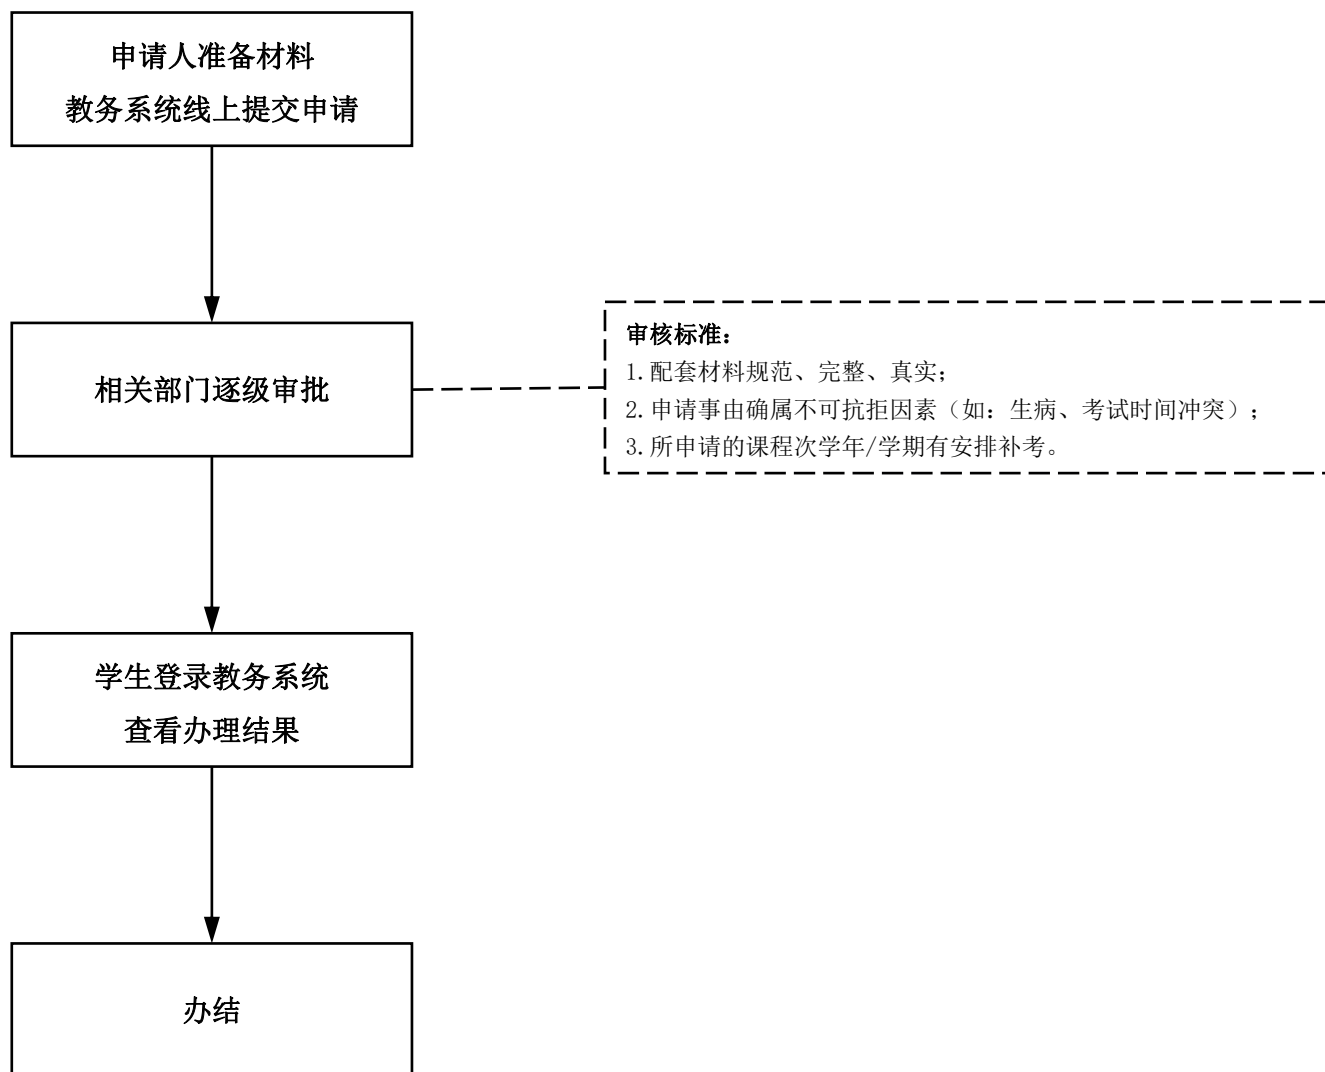 申请人准备材料
教务系统线上提交申请
相关部门逐级审批
审核标准：
1.配套材料规范、完整、真实；
2.申请事由确属不可抗拒因素（如：生病、考试时间冲突）；
3.所申请的课程次学年/学期有安排补考。
学生登录教务系统
查看办理结果
办结